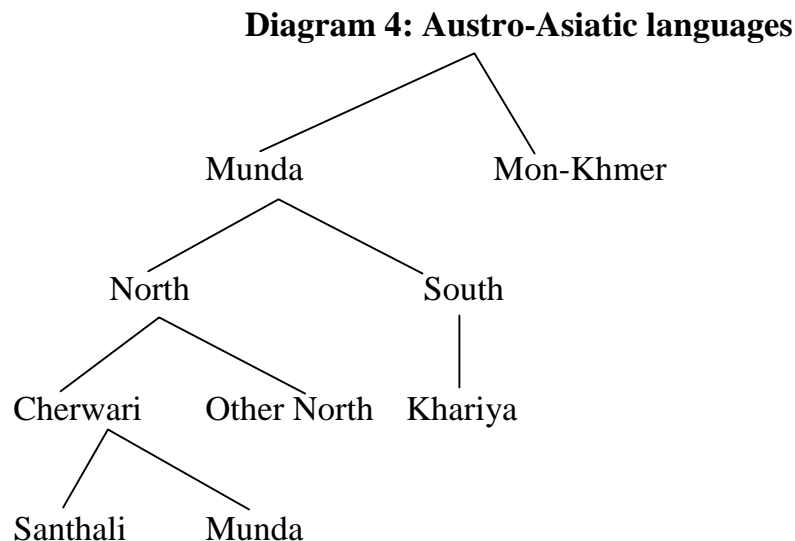 Diagram 4: Austro-Asiatic languages
Munda Mon-Khmer
North South
Cherwari Other North Khariya
Santhali Munda